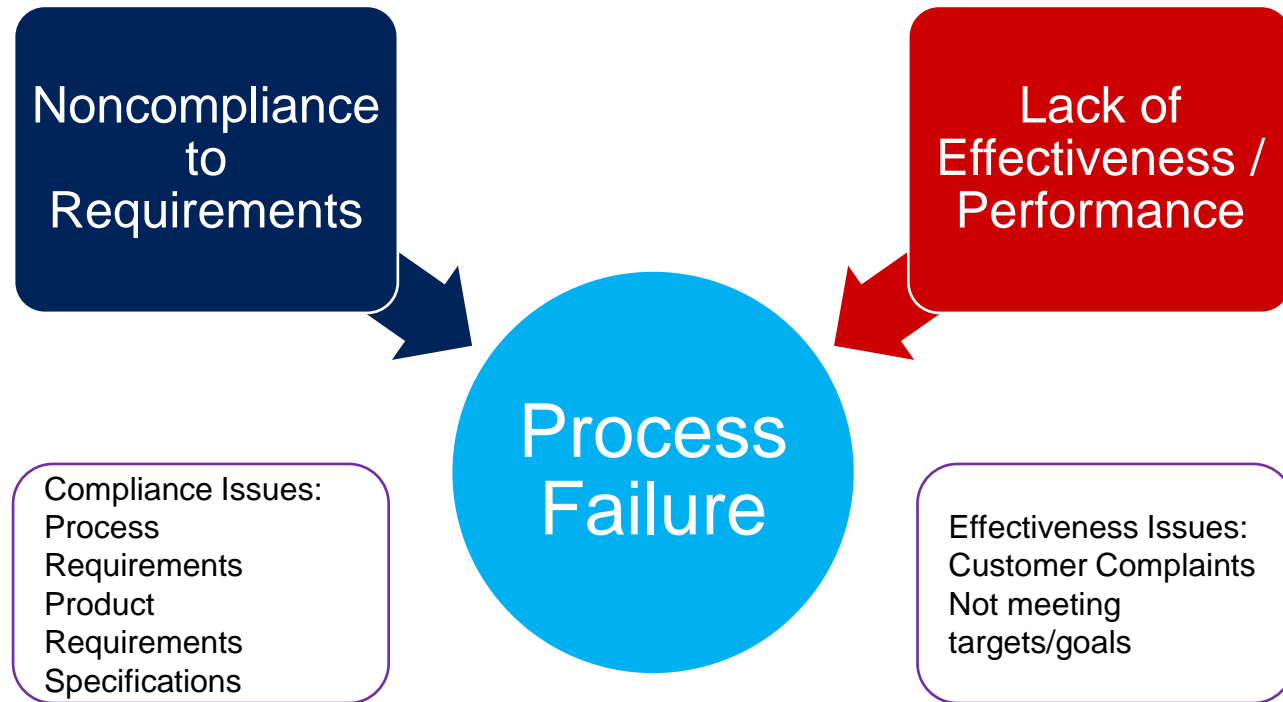 Noncompliance
to
Requirements
Lack of
Effectiveness /
Performance
Process
Failure
Compliance Issues:
Process
Requirements
Product
Requirements
Specifications
Effectiveness Issues:
Customer Complaints
Not meeting
targets/goals